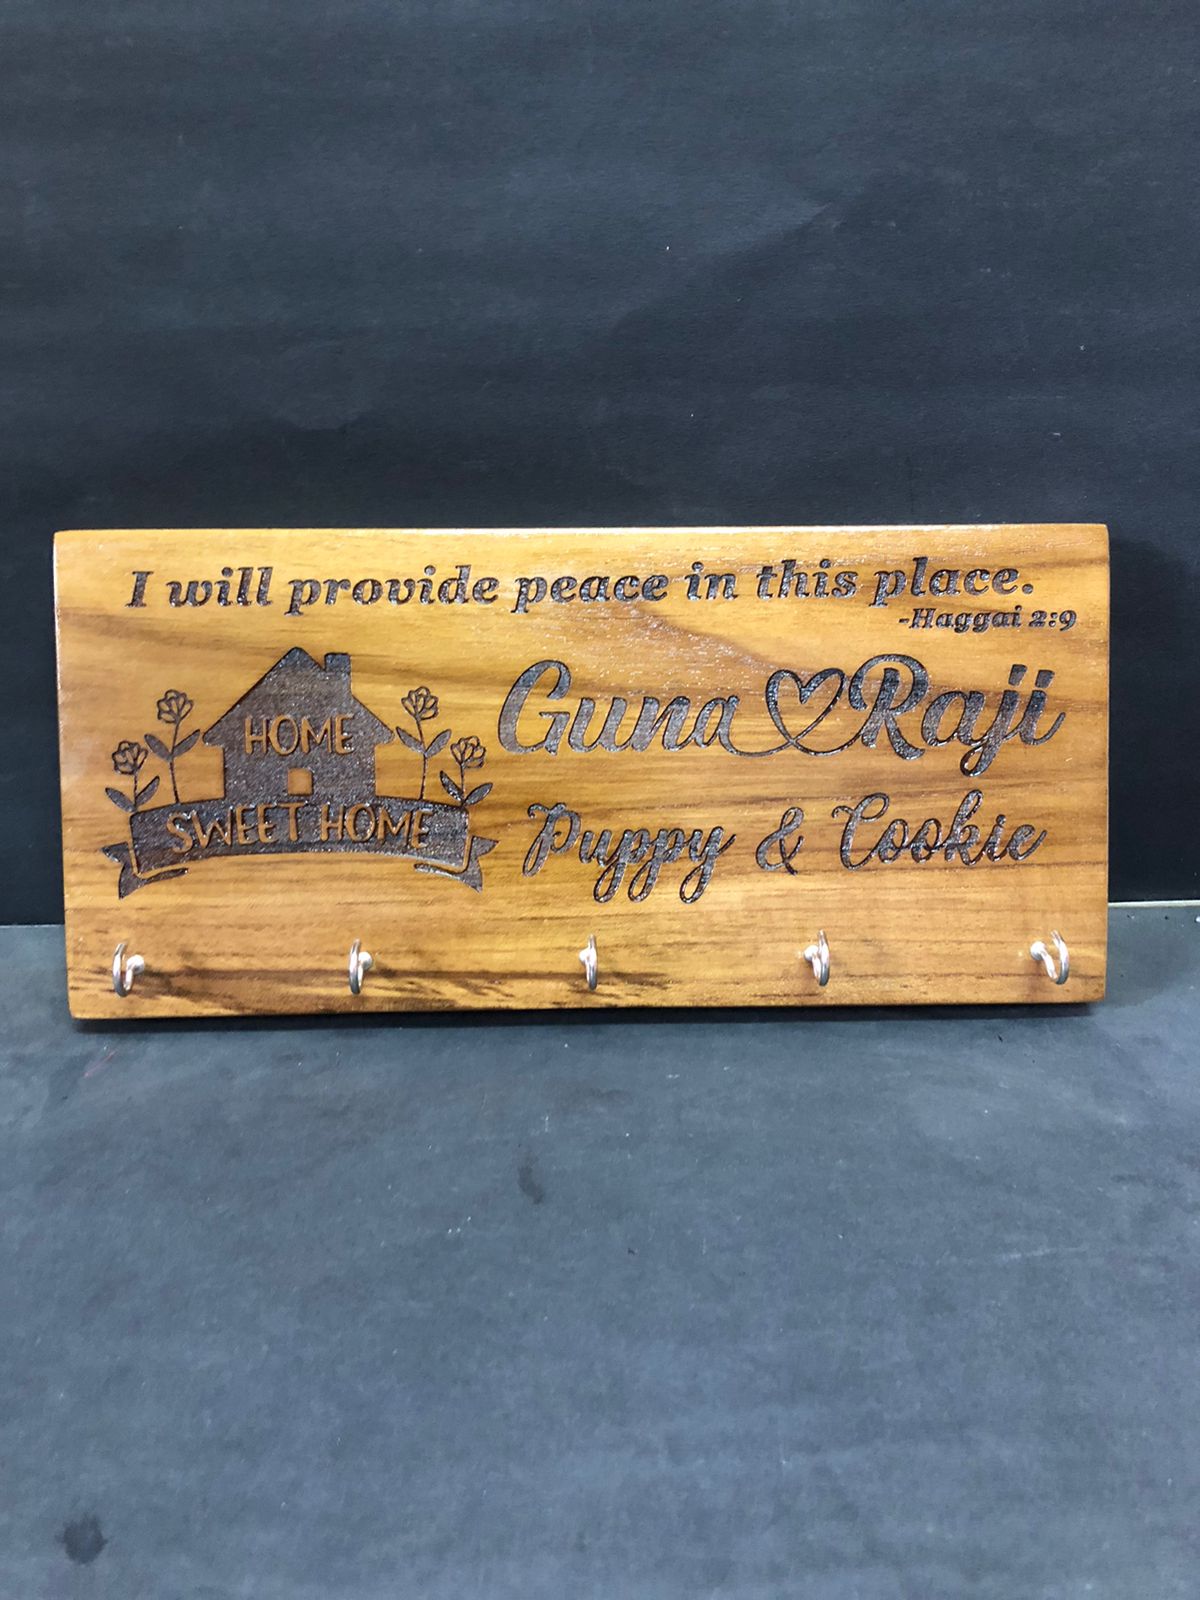 I will provide peace in this place.
-Haggai 2:9
HOME
SWEET HOME
Guna Raji
Puppy & Cookie